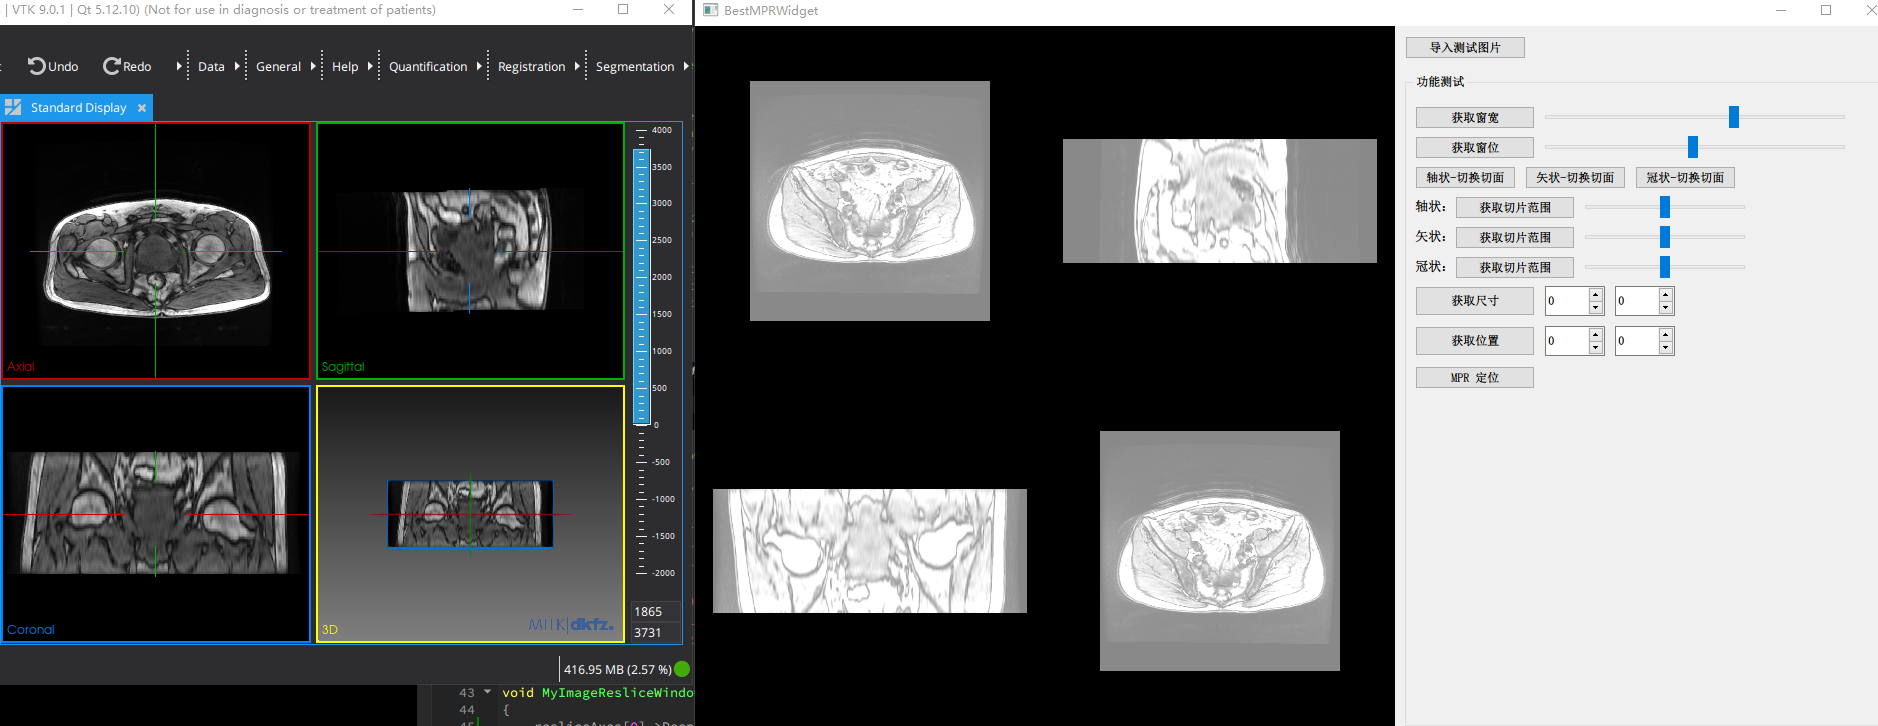 | VTK 9.0.1 | Qt 5.12.10) (Not for use in diagnosis or treatment of patients)
Undo Redo Data General Help Quantification Registration Segmentation
Standard Display
Axial
Sagittal
Coronal
3D
MITK dkfz.
4000
3500
3000
2500
2000
1500
1000
500
0
-500
-1000
-1500
-2000
1865
3731
416.95 MB (2.57 %)
43 void MyImageResliceWindo
44 {
BestMPRWidget
导入测试图片
功能测试
获取窗宽
获取窗位
轴状-切换切面 矢状-切换切面 冠状-切换切面
轴状: 获取切片范围
矢状: 获取切片范围
冠状: 获取切片范围
获取尺寸 0 0
获取位置 0 0
MPR 定位